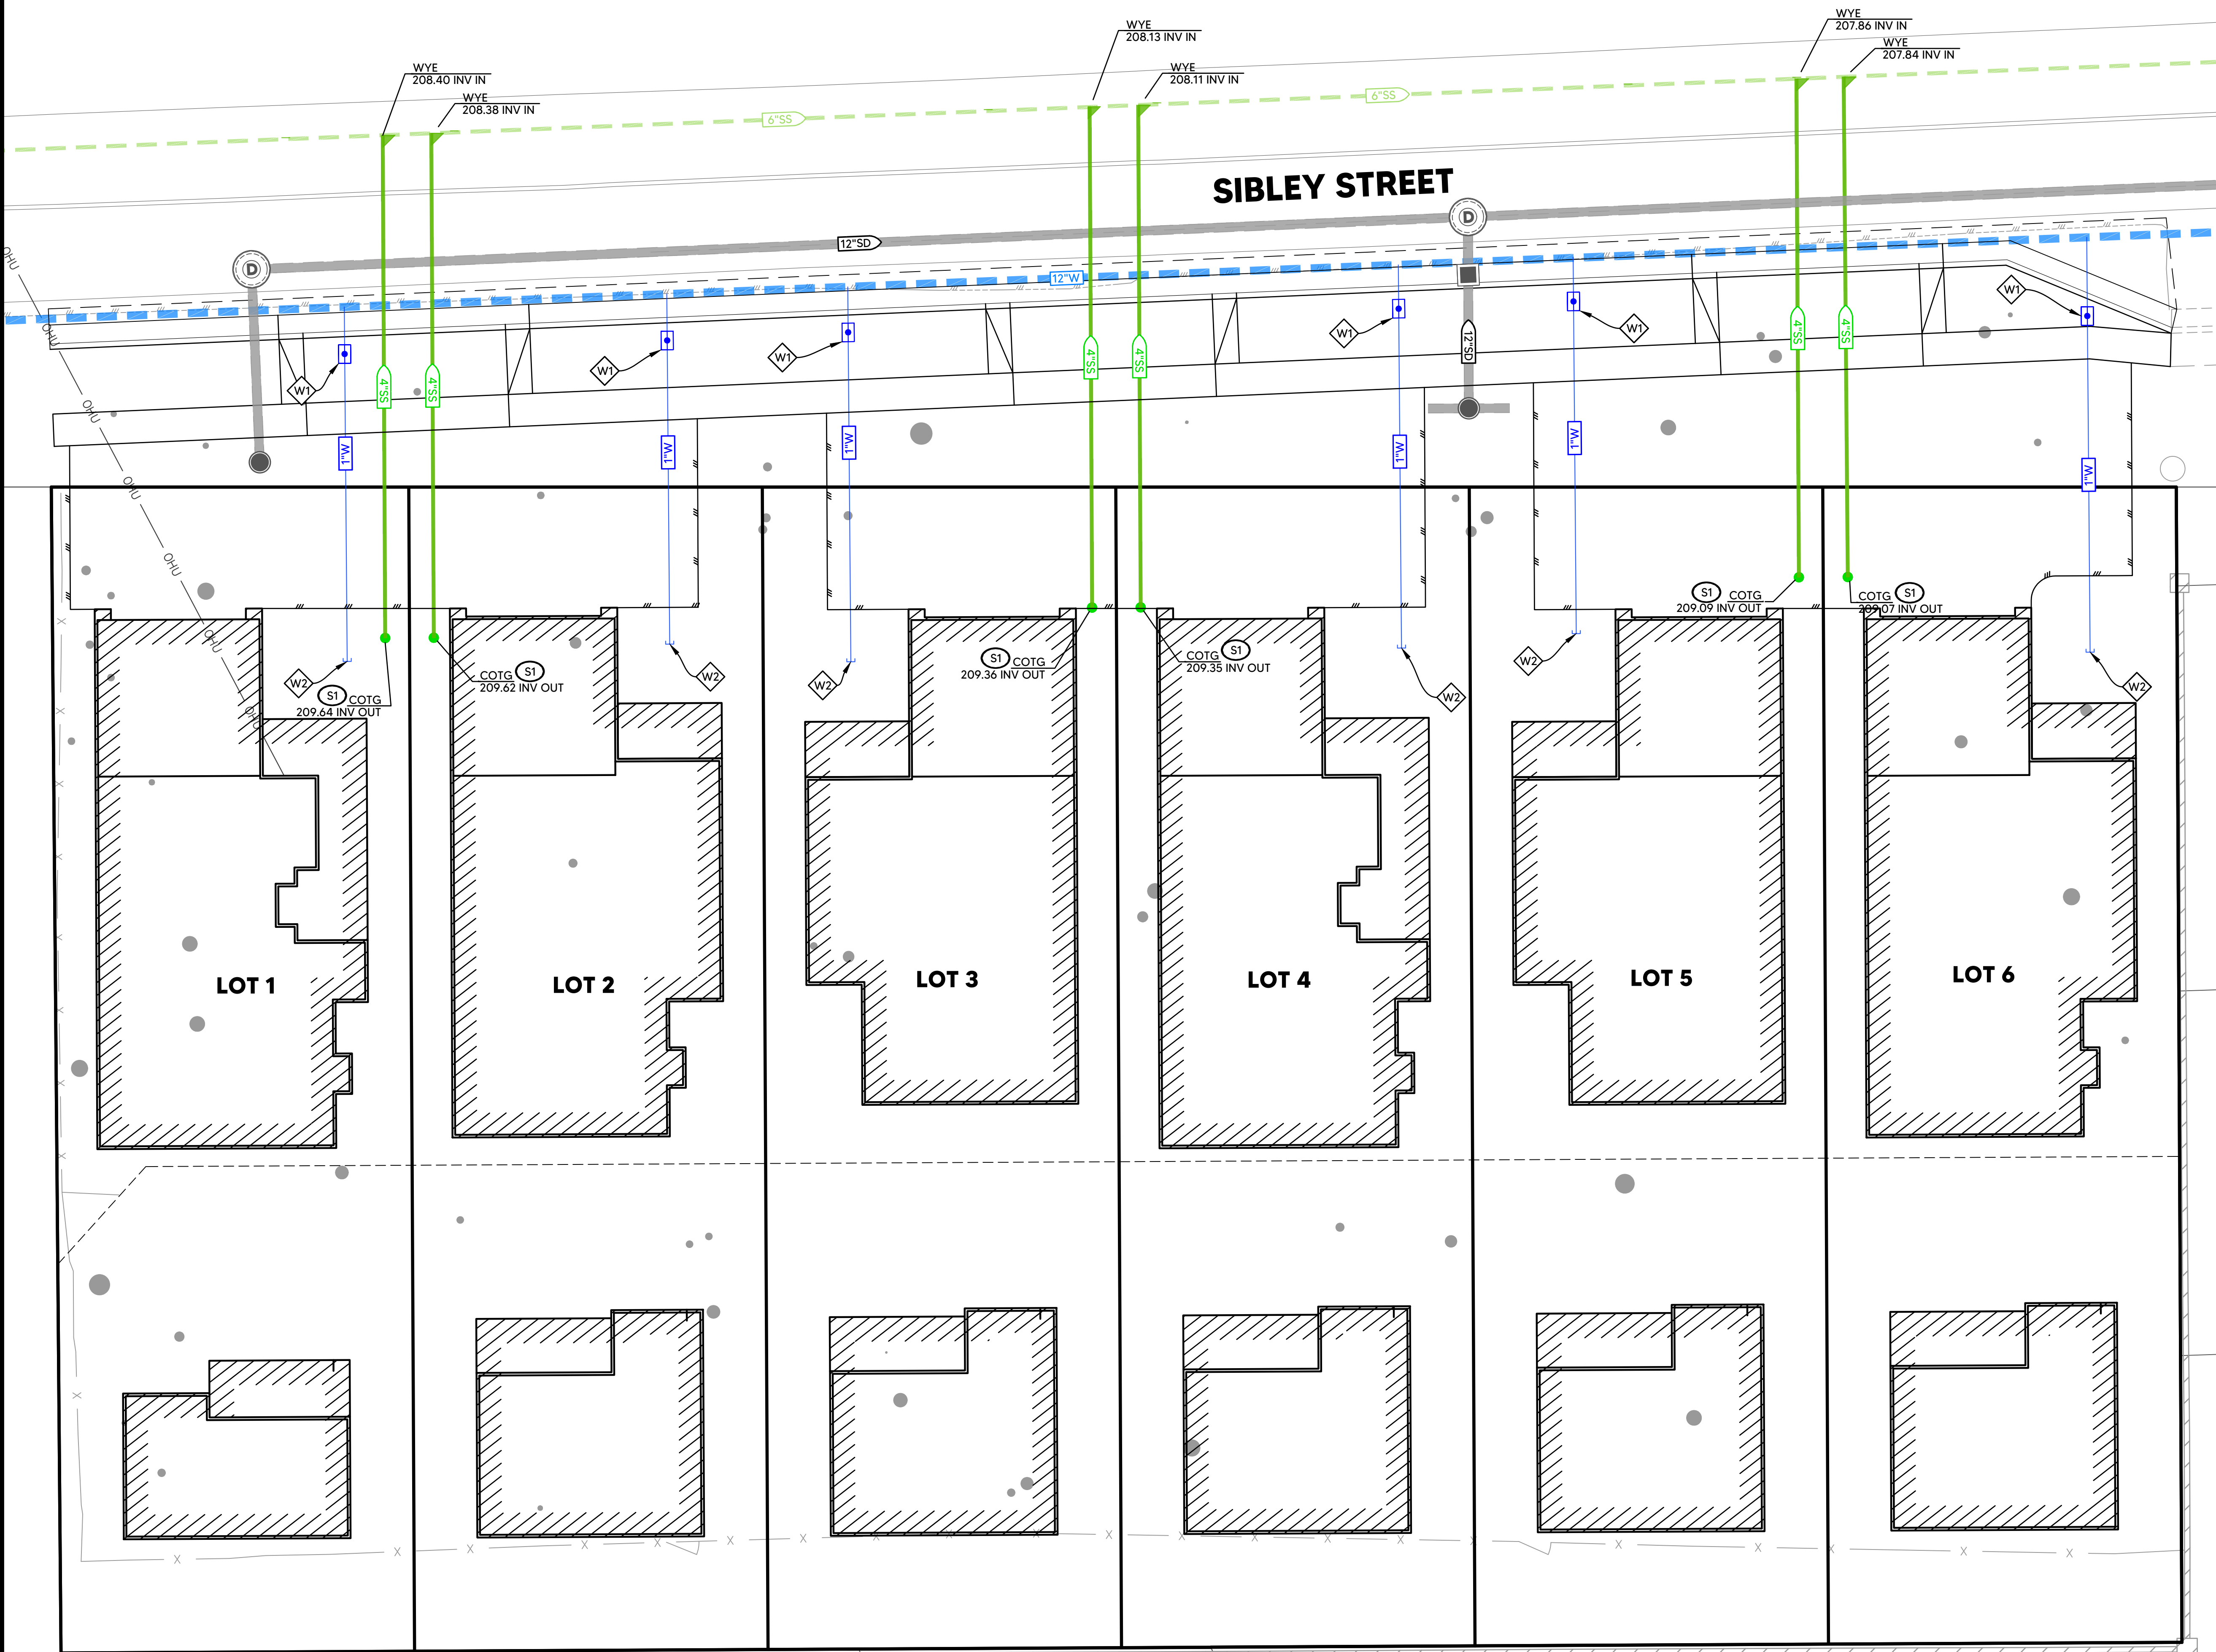 WYE
208.13 INV IN
WYE
207.86 INV IN
WYE
207.84 INV IN
WYE
208.40 INV IN
WYE
208.11 INV IN
WYE
208.38 INV IN
6"SS
6"SS
SIBLEY STREET
D
D
12"SD
12"W
OHU
OHU
OHU
OHU
OHU
OHU
OHU
W1
W1
W1
W1
W1
W1
4"SS
4"SS
4"SS
4"SS
4"SS
4"SS
12"SD
1"W
1"W
1"W
1"W
1"W
1"W
W2
S1 COTG
209.64 INV OUT
COTG S1
209.62 INV OUT
W2
W2
S1 COTG
209.36 INV OUT
COTG S1
209.35 INV OUT
W2
W2
S1 COTG
209.09 INV OUT
COTG S1
209.07 INV OUT
W2
LOT 1
LOT 2
LOT 3
LOT 4
LOT 5
LOT 6